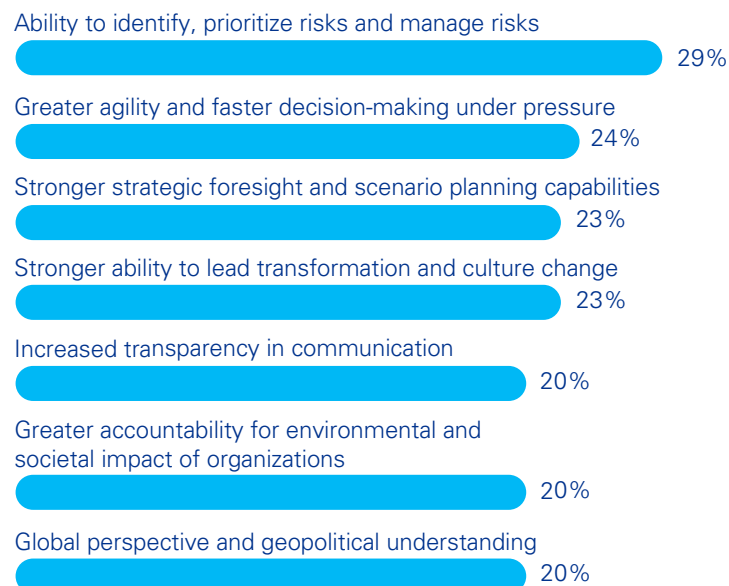 Ability to identify, prioritize risks and manage risks
29%
Greater agility and faster decision-making under pressure
24%
Stronger strategic foresight and scenario planning capabilities
23%
Stronger ability to lead transformation and culture change
23%
Increased transparency in communication
20%
Greater accountability for environmental and
societal impact of organizations
20%
Global perspective and geopolitical understanding
20%